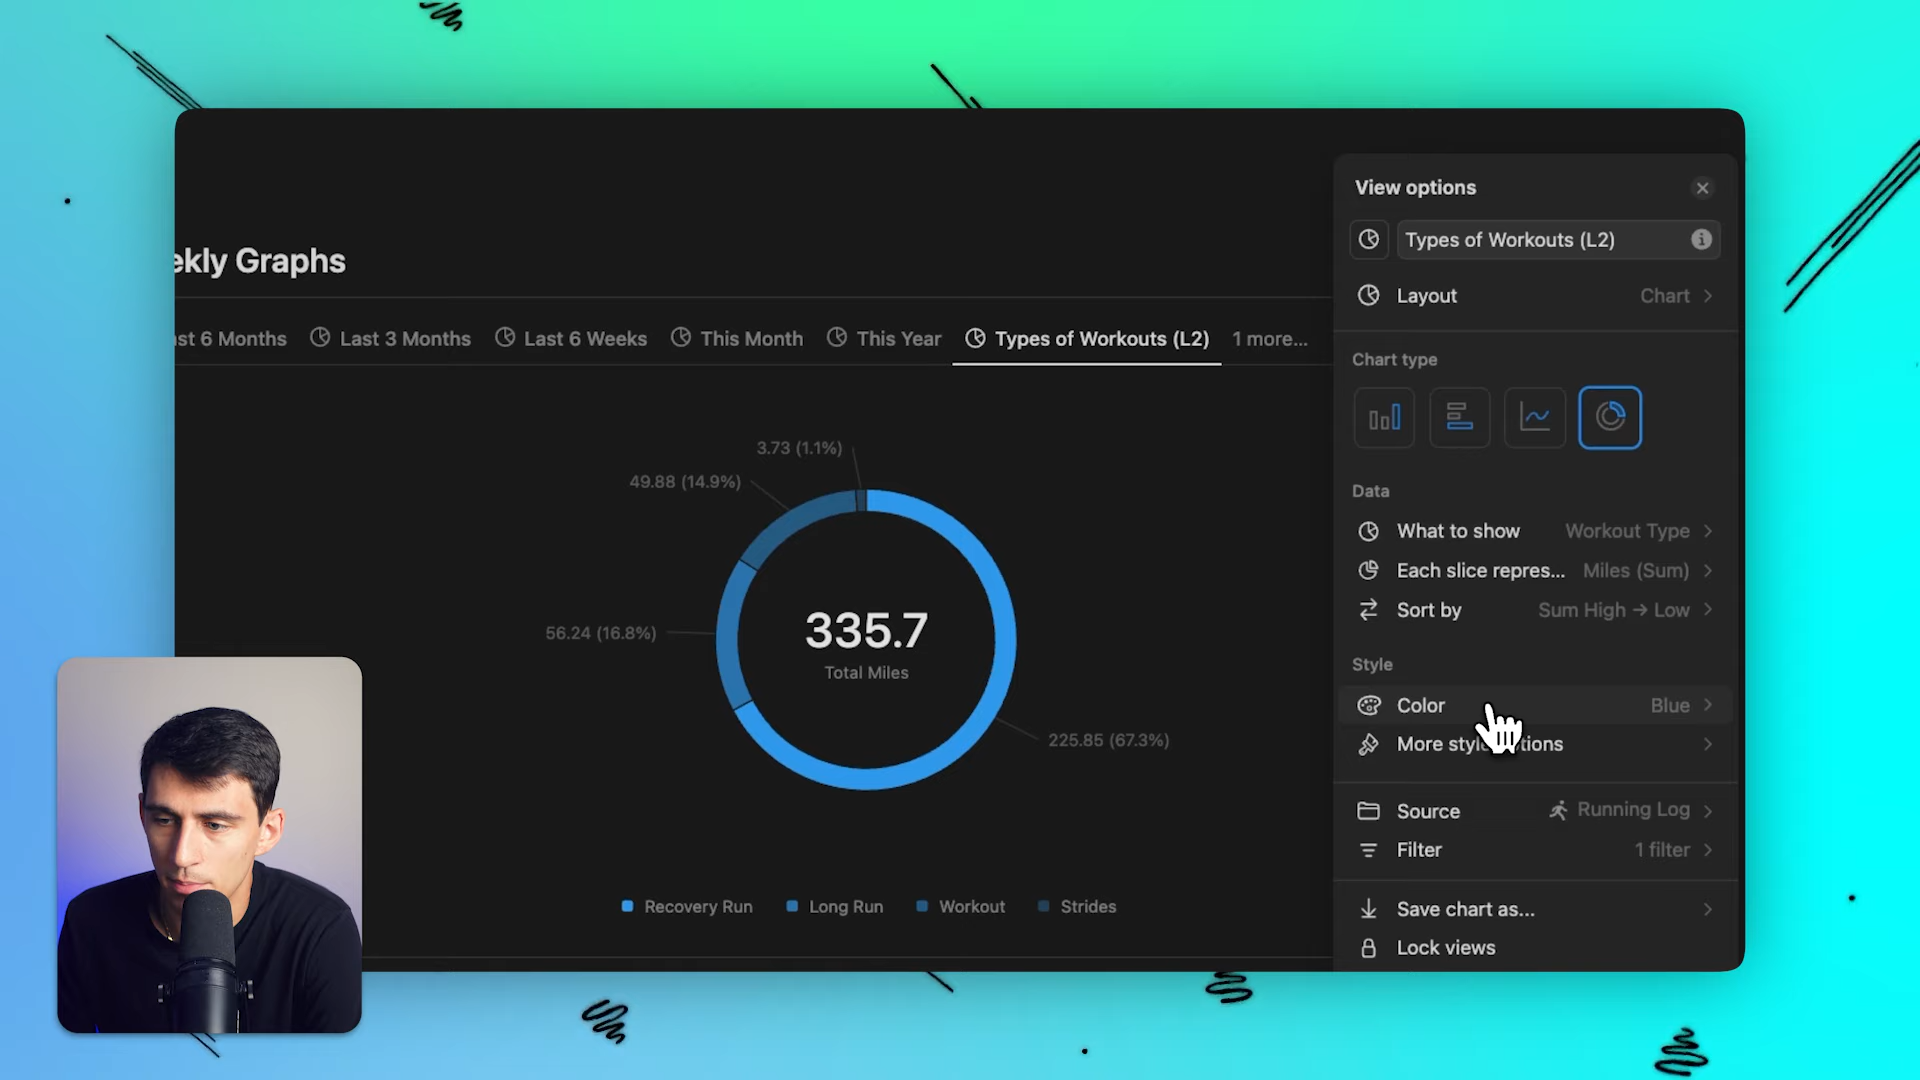 ekly Graphs
st 6 Months
Last 3 Months
Last 6 Weeks
This Month
This Year
Types of Workouts (L2)
1 more...
3.73 (1.1%)
49.88 (14.9%)
56.24 (16.8%)
335.7
Total Miles
225.85 (67.3%)
Recovery Run
Long Run
Workout
Strides
View options
Types of Workouts (L2)
Layout
Chart
Chart type
Data
What to show
Workout Type
Each slice repres...
Miles (Sum)
Sort by
Sum High → Low
Style
Color
Blue
More styl tions
Source
Running Log
Filter
1 filter
Save chart as...
Lock views